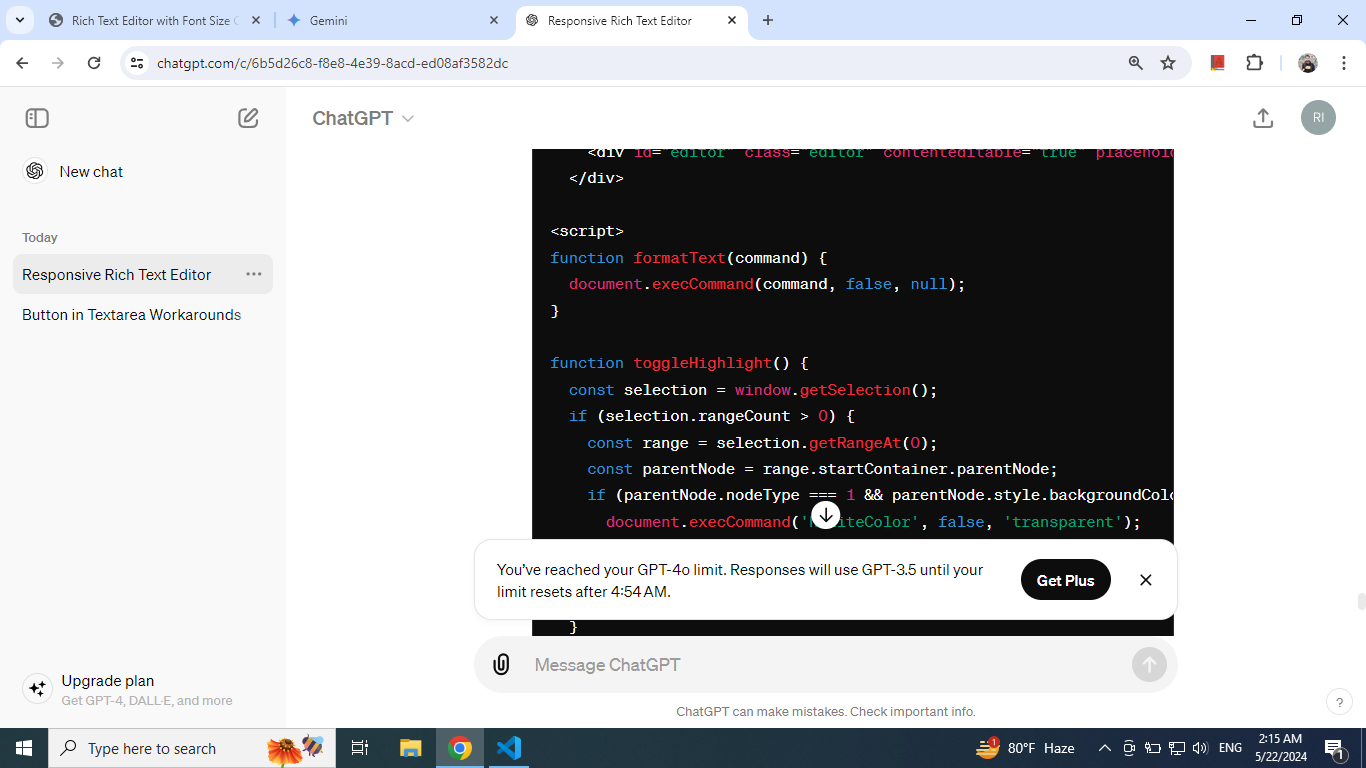 Rich Text Editor with Font Size
Gemini
Responsive Rich Text Editor
chatgpt.com/c/6b5d26c8-f8e8-4e39-8acd-ed08af3582dc
ChatGPT
RI
New chat
Today
Responsive Rich Text Editor
Button in Textarea Workarounds
<div id="editor" class="editor" contenteditable="true"
</div>
<script>
function formatText(command) {
document.execCommand(command, false, null);
}
function toggleHighlight() {
const selection = window.getSelection();
if (selection.rangeCount > 0) {
const range = selection.getRangeAt(0);
const parentNode = range.startContainer.parentNode;
if (parentNode.nodeType === 1 && parentNode.style.backgroundColo
document.execCommand(' iteColor', false, 'transparent');
You've reached your GPT-4o limit. Responses will use GPT-3.5 until your
limit resets after 4:54 AM.
Get Plus
}
Message ChatGPT
ChatGPT can make mistakes. Check important info.
?
Upgrade plan
Get GPT-4, DALL·E, and more
Type here to search
1
80°F Haze
ENG
2:15 AM
5/22/2024
1